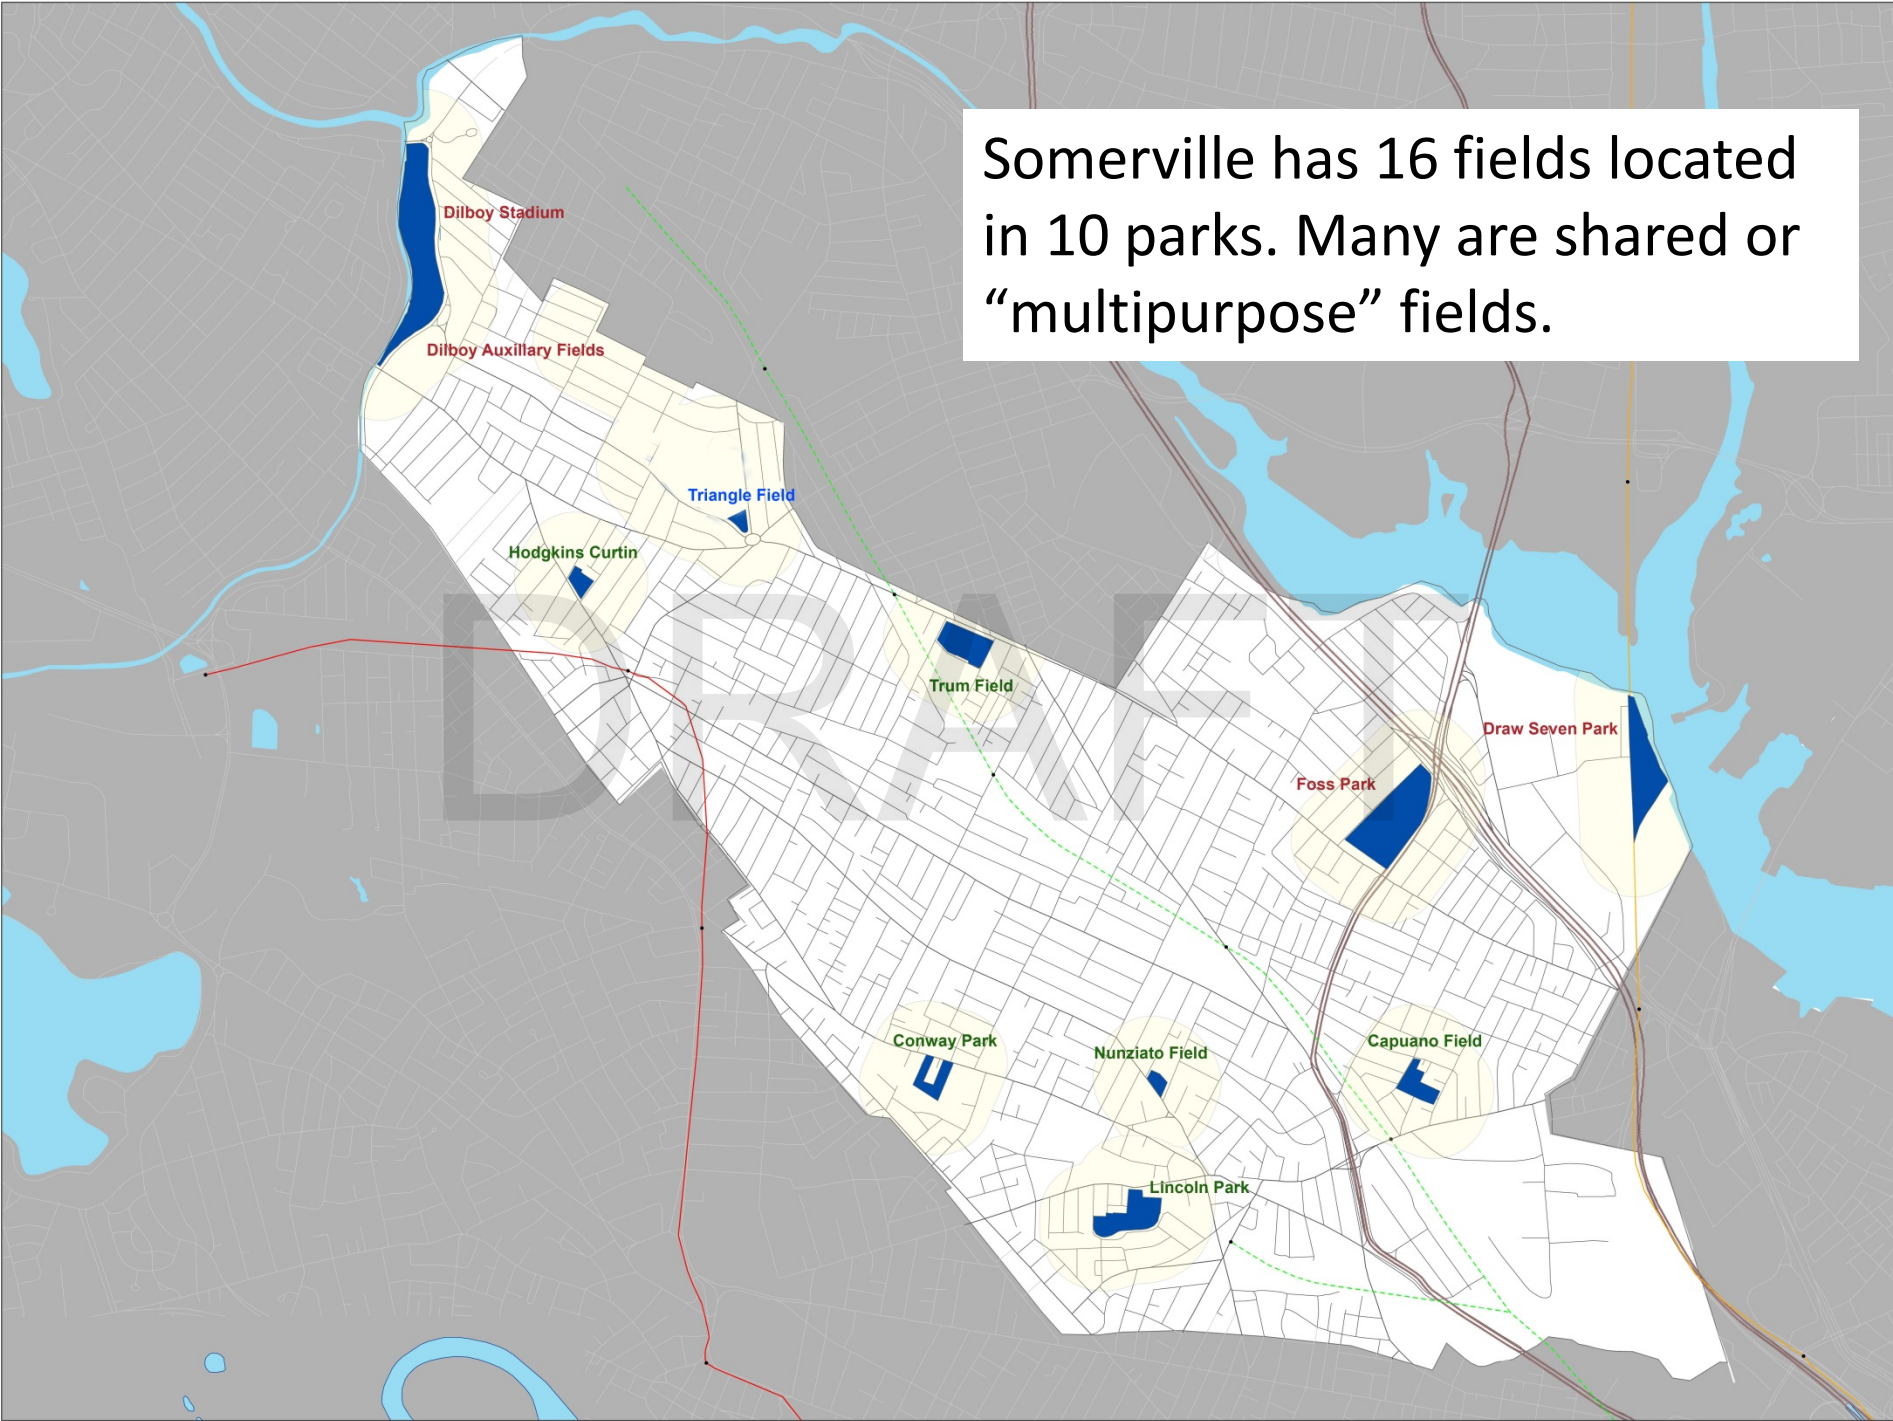 Somerville has 16 fields located
in 10 parks. Many are shared or
“multipurpose” fields.
Dilboy Stadium
Dilboy Auxillary Fields
Triangle Field
Hodgkins Curtin
DRAFT
Trum Field
Draw Seven Park
Foss Park
Conway Park
Nunziato Field
Capuano Field
Lincoln Park